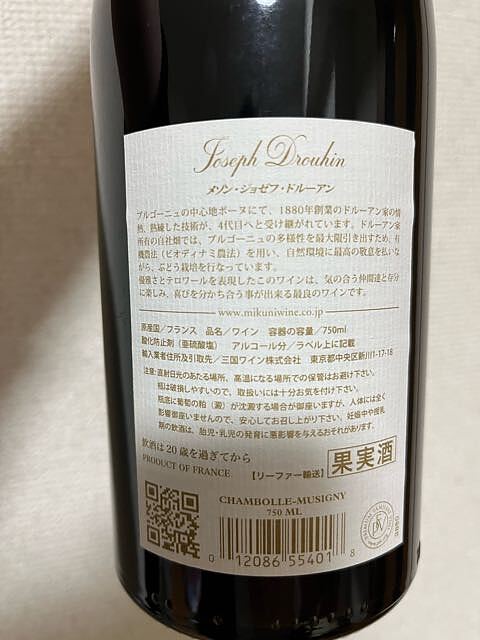 Joseph Drouhin
メゾン・ジョゼフ・ドルーアン
ブルゴーニュの中心地ボーヌにて、1880年創業のドルーアン家の情
熱、熟練した技術が、4代目へと受け継がれています。ドルーアン家
所有の自社畑では、ブルゴーニュの多様性を最大限引き出すため、有
機農法（ビオディナミ農法）を用い、自然環境に最高の敬意を払いな
がら、ぶどう栽培を行なっています。
優雅さとテロワールを表現したこのワインは、気の合う仲間達と存分
に楽しみ、喜びを分かち合う事が出来る最良のワインです。
www.mikuniwine.co.jp
原産国／フランス 品名／ワイン 容器の容量／750ml
酸化防止剤（亜硫酸塩） アルコール分／ラベル上に記載
輸入業者住所及引取先／三国ワイン株式会社 東京都中央区新川1-17-18
注意：直射日光のあたる場所、高温になる場所での保管はお避け下さい。
瓶は破損しやすいので、取扱いには十分お気を付け下さい。
瓶底に葡萄の粕（澱）が沈澱する場合が御座いますが、人体には全く
影響御座いませんので、安心してお召し上がり下さい。妊娠中や授乳
期の飲酒は、胎児・乳児の発育に悪影響を与えるおそれがあります。
飲酒は20歳を過ぎてから
PRODUCT OF FRANCE
【リーファー輸送】
果実酒
CHAMBOLLE-MUSIGNY
750 ML
0 12086 55401 8